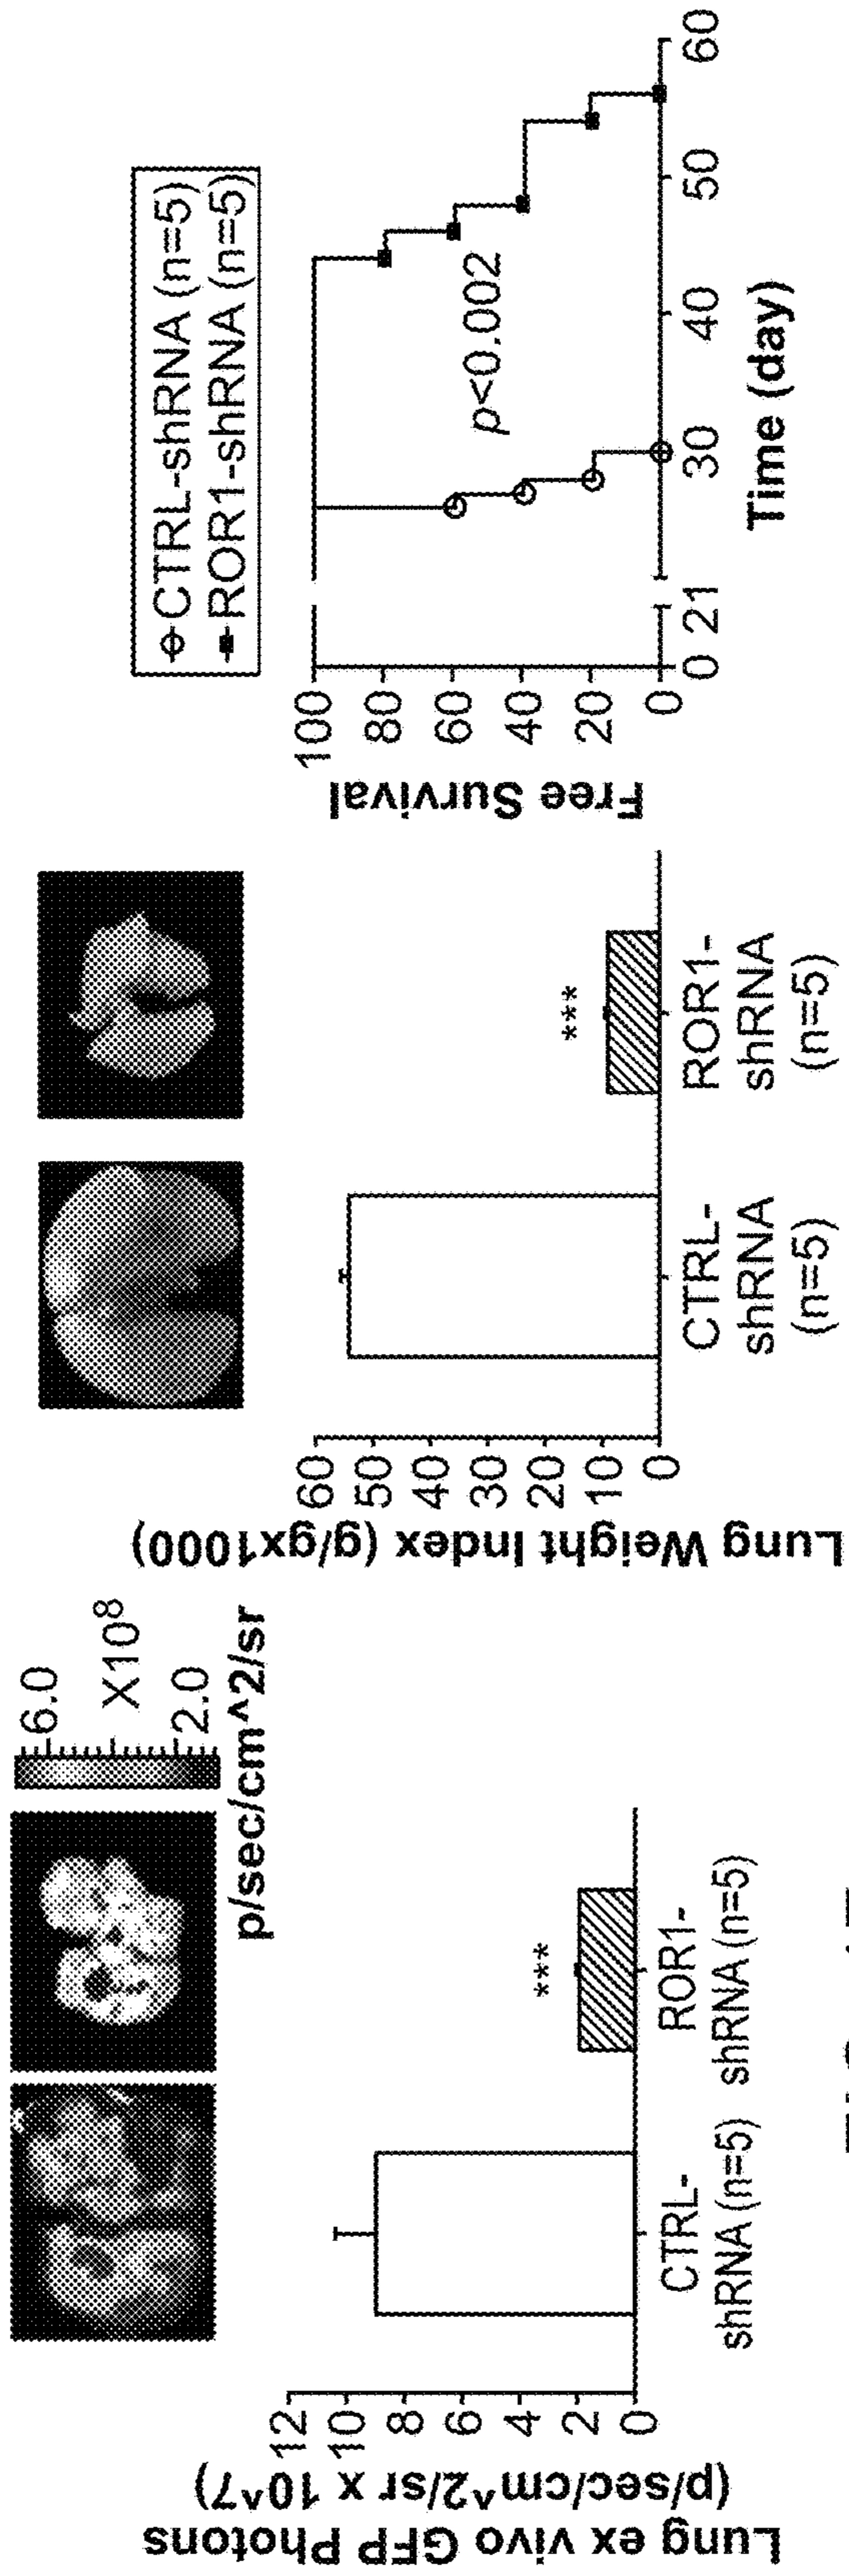 6.0
X10^8
2.0
p/sec/cm^2/sr
Lung ex vivo GFP Photons
(p/sec/cm^2/sr x 10^7)
12
10
8
6
4
2
0
***
CTRL-
shRNA (n=5)
ROR1-
shRNA (n=5)
Lung Weight Index (g/gx1000)
60
50
40
30
20
10
0
***
CTRL-
shRNA
(n=5)
ROR1-
shRNA
(n=5)
CTRL-shRNA (n=5)
ROR1-shRNA (n=5)
Free Survival
100
80
60
40
20
0
p<0.002
0 21 30 40 50 60
Time (day)